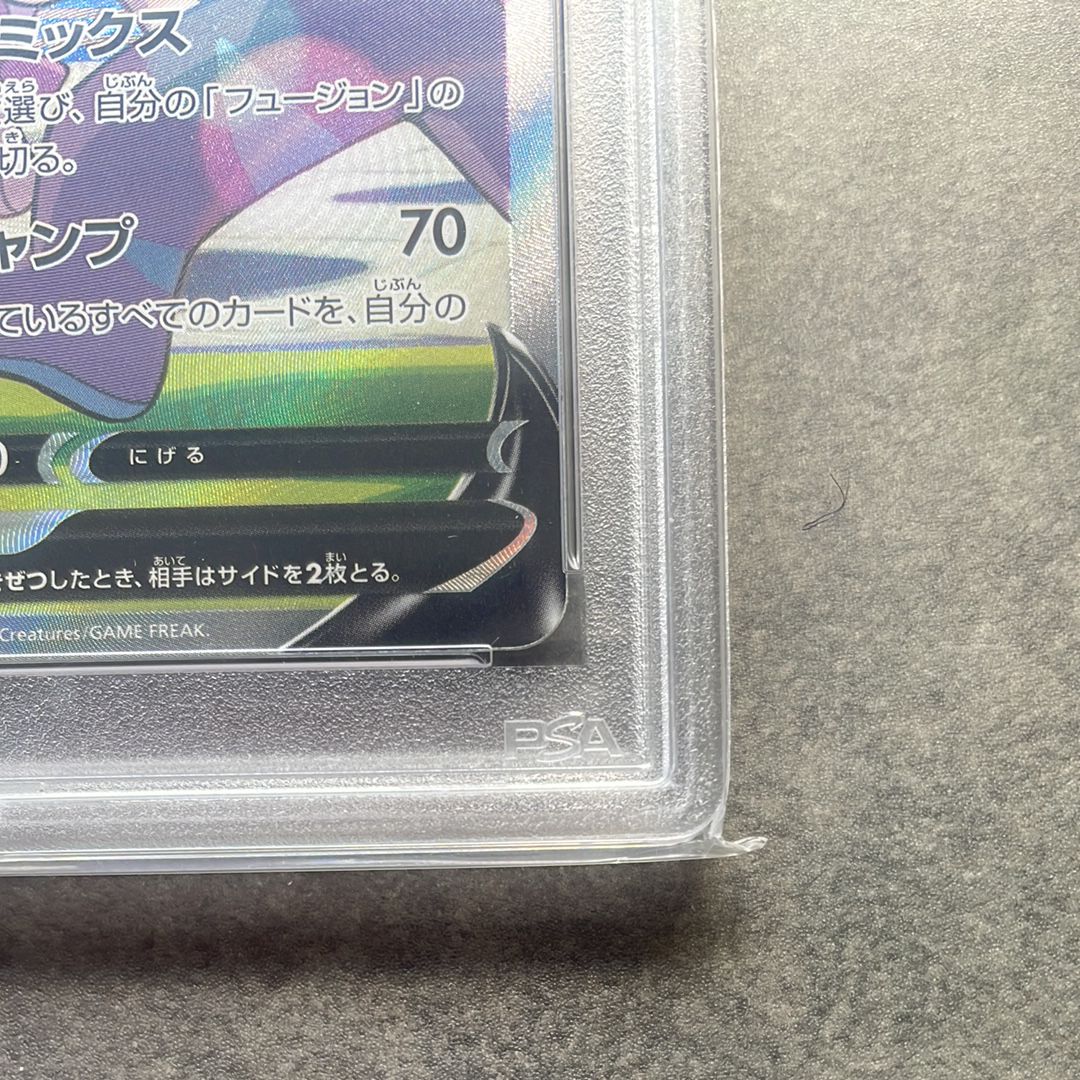 ミックス
選び、自分の「フュージョン」の
切る。
ャンプ 70
ているすべてのカードを、自分の
0 にげる
ぜつしたとき、相手はサイドを2枚とる。
Creatures/GAME FREAK.
PSA